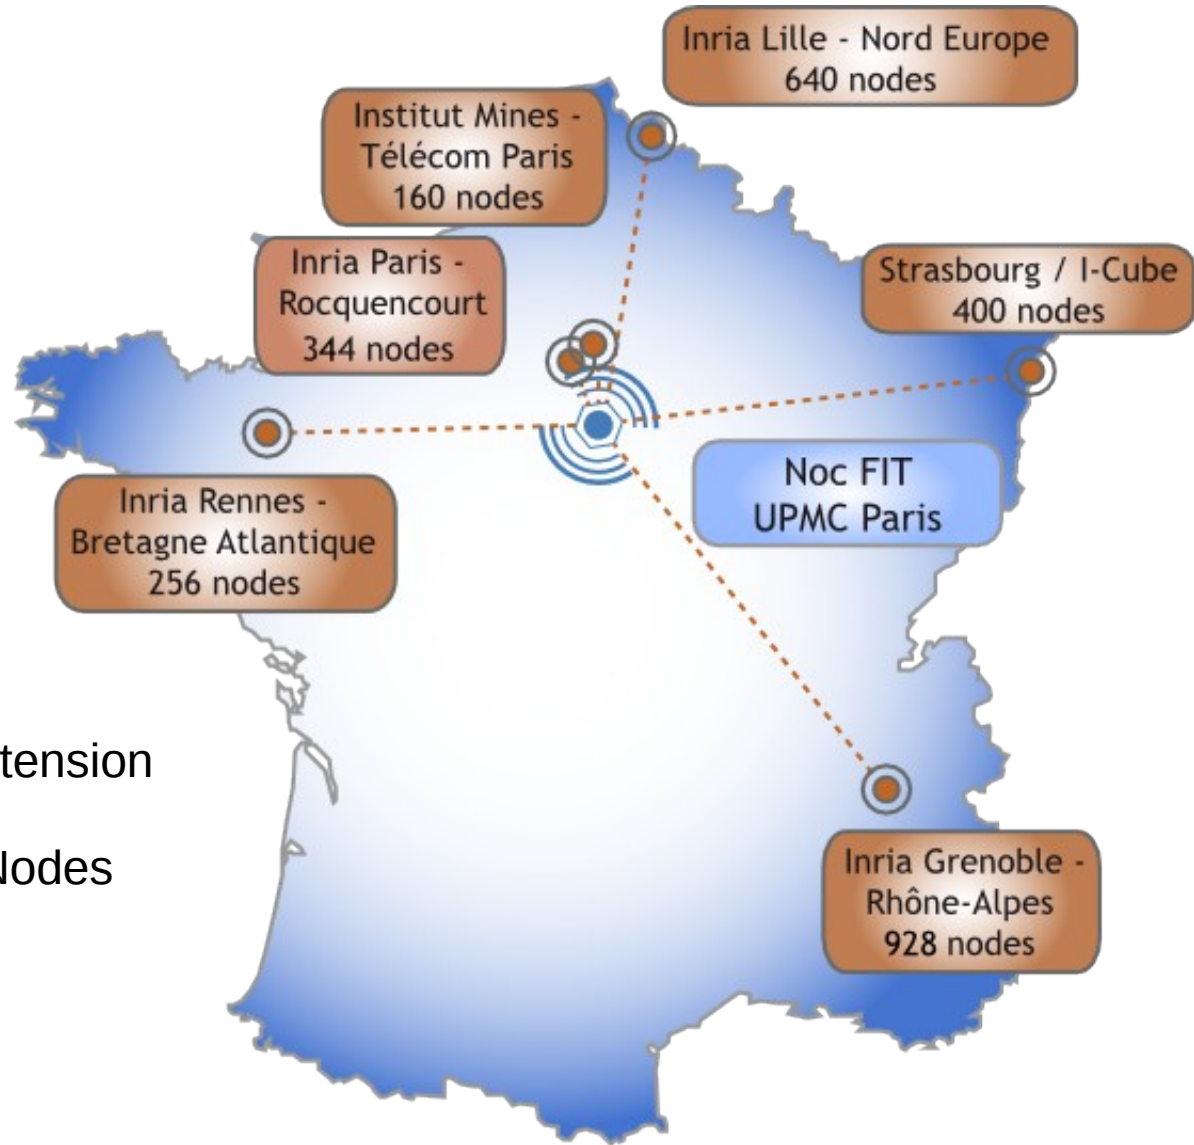 Inria Lille - Nord Europe
640 nodes
Institut Mines -
Télécom Paris
160 nodes
Inria Paris -
Rocquencourt
344 nodes
Strasbourg / I-Cube
400 nodes
Noc FIT
UPMC Paris
Inria Rennes -
Bretagne Atlantique
256 nodes
tension
Nodes
Inria Grenoble -
Rhône-Alpes
928 nodes